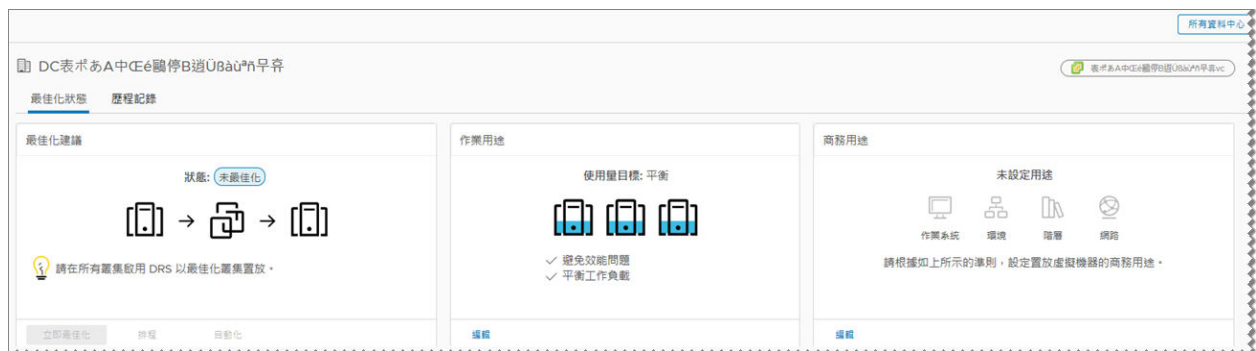 所有資料中心
DC表ポあA中Œé鷗停B逍Üßàùªñ무휴
表ポあA中Œé鷗停B逍Üßàùªñ무휴vc
最佳化狀態 歷程記錄
最佳化建議
狀態: 未最佳化
請在所有叢集啟用 DRS 以最佳化叢集置放。
立即最佳化 排程 自動化
作業用途
使用量目標: 平衡
避免效能問題
平衡工作負載
編輯
商務用途
未設定用途
作業系統 環境 階層 網路
請根據如上所示的準則,設定置放虛擬機器的商務用途。
編輯